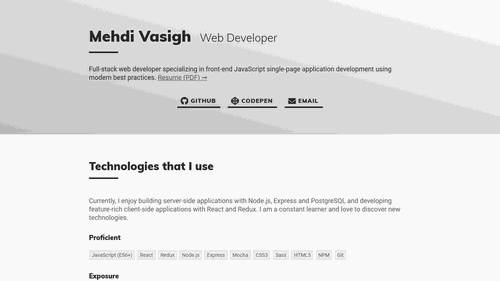 Mehdi Vasigh Web Developer
Full-stack web developer specializing in front-end JavaScript single-page application development using
modern best practices. Resume (PDF) →
GITHUB CODEPEN EMAIL
Technologies that I use
Currently, I enjoy building server-side applications with Node.js, Express and PostgreSQL and developing
feature-rich client-side applications with React and Redux. I am a constant learner and love to discover new
technologies.
Proficient
JavaScript (ES6+) React Redux Node.js Express Mocha CSS3 Sass HTML5 NPM Git
Exposure